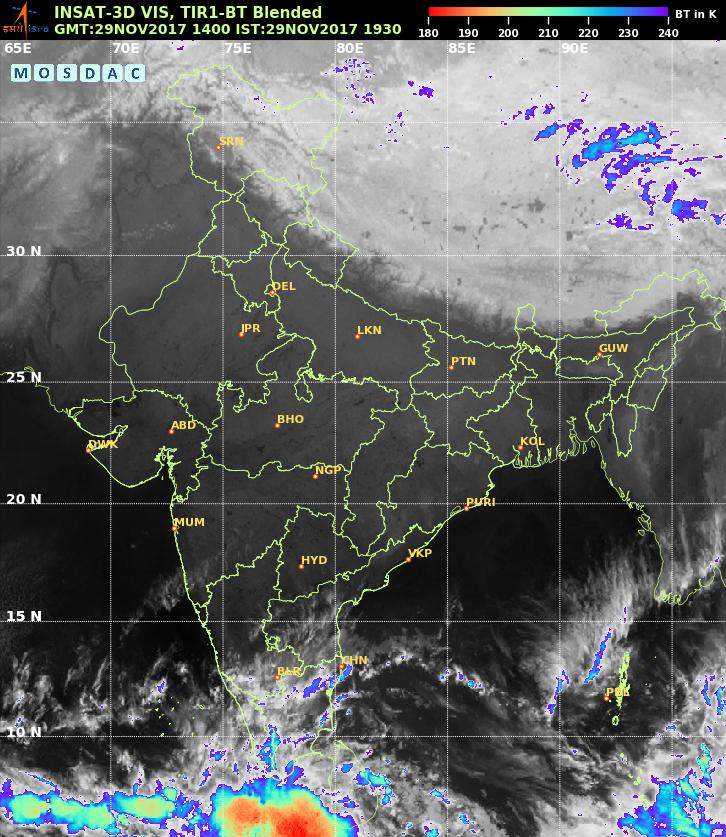 INSAT-3D VIS, TIR1-BT Blended
GMT:29NOV2017 1400 IST:29NOV2017 1930
BT in K
180 190 200 210 220 230 240
65E 70E 75E 80E 85E 90E
MOSDAC
SRN
30 N
DEL
JPR
LKN
GUW
PTN
25 N
ABD
BHO
DWK
KOL
NGP
20 N
PURI
MUM
HYD
VKP
15 N
BLR
CHN
PBL
10 N